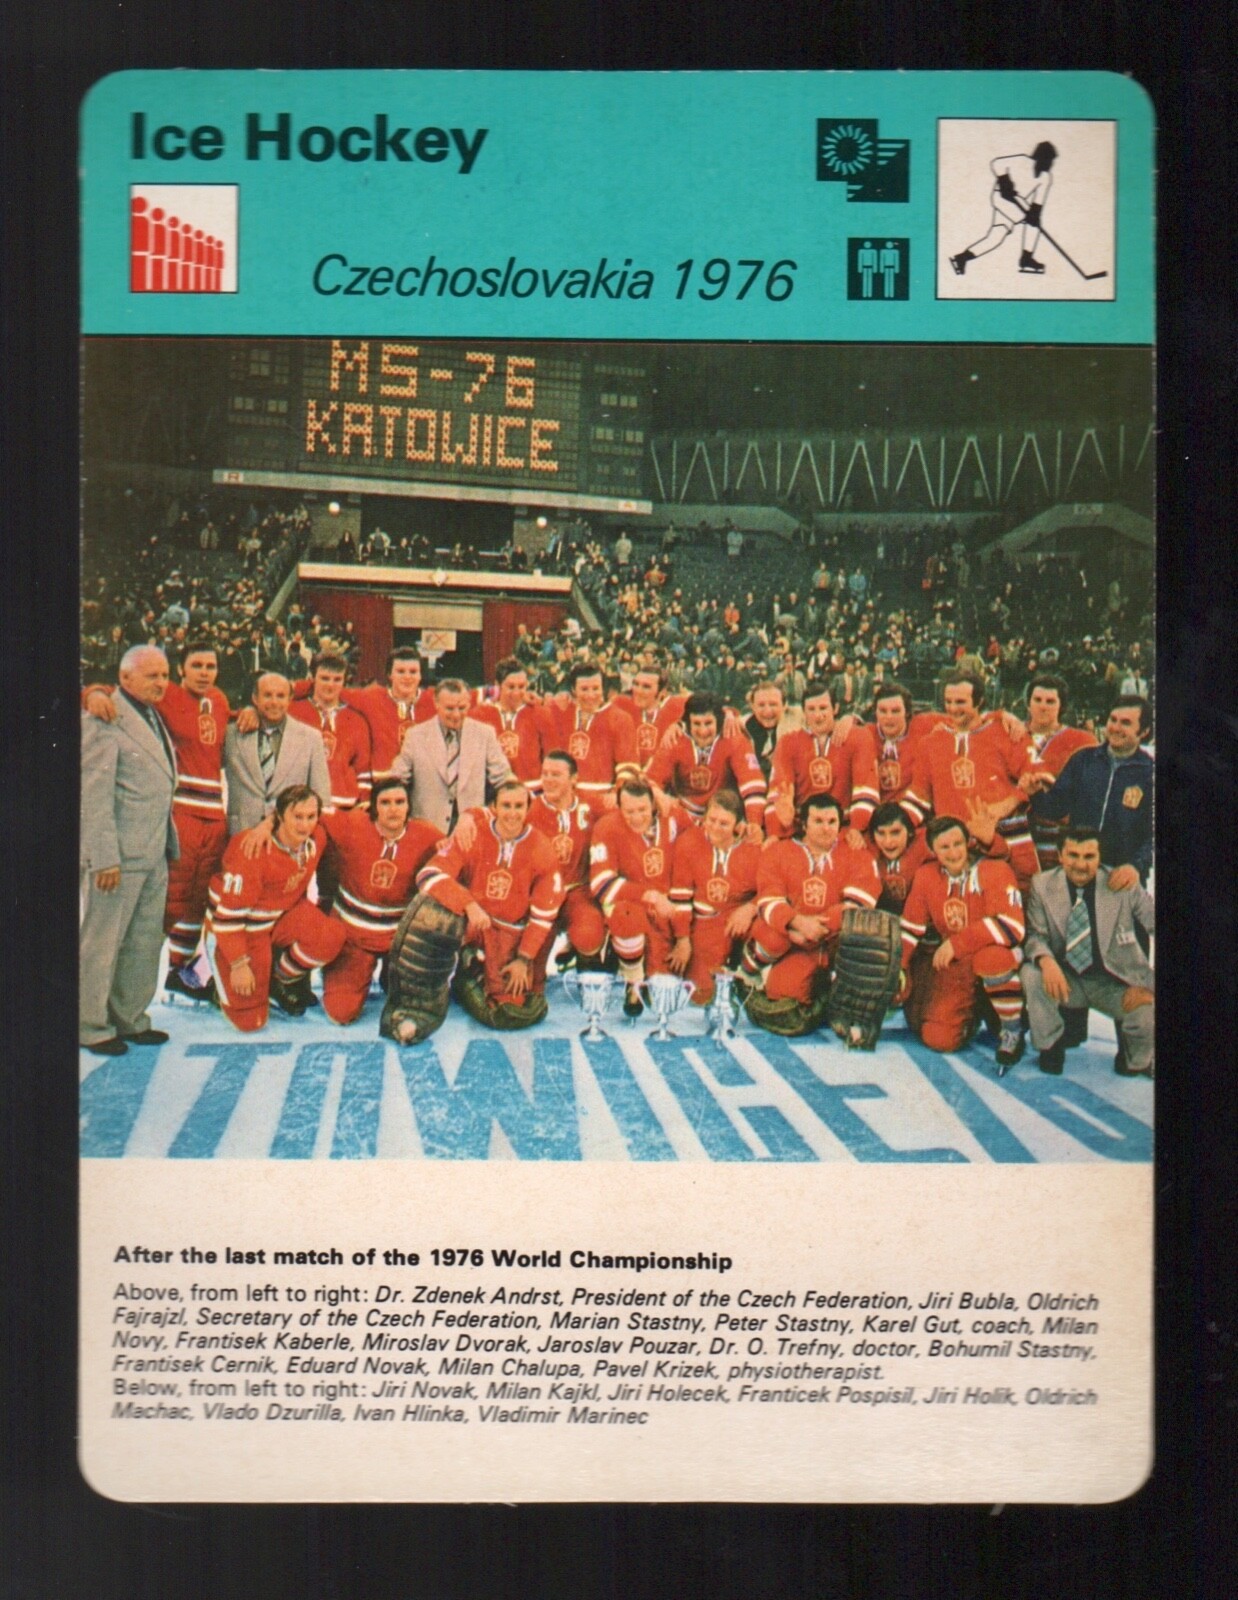 Ice Hockey
Czechoslovakia 1976
MS-76
KATOWICE
11
C
1
A
TOWICE 76
After the last match of the 1976 World Championship
Above, from left to right: Dr. Zdenek Andrst, President of the Czech Federation, Jiri Bubla, Oldrich
Fajrajzl, Secretary of the Czech Federation, Marian Stastny, Peter Stastny, Karel Gut, coach, Milan
Novy, Frantisek Kaberle, Miroslav Dvorak, Jaroslav Pouzar, Dr. O. Trefny, doctor, Bohumil Stastny,
Frantisek Cernik, Eduard Novak, Milan Chalupa, Pavel Krizek, physiotherapist.
Below, from left to right: Jiri Novak, Milan Kajkl, Jiri Holecek, Franticek Pospisil, Jiri Holik, Oldrich
Machac, Vlado Dzurilla, Ivan Hlinka, Vladimir Marinec